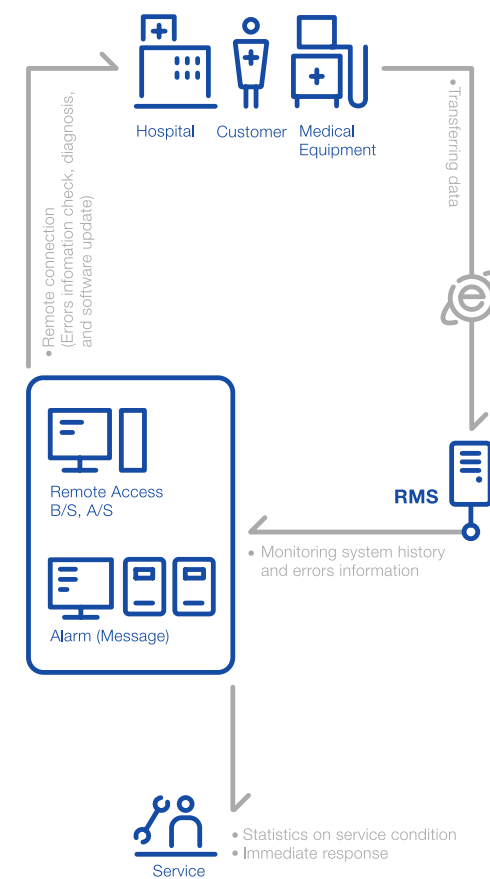 Hospital
Customer
Medical
Equipment
• Transferring data
• Remote connection
(Errors infomation check, diagnosis,
and software update)
e
RMS
• Monitoring system history
and errors information
Remote Access
B/S, A/S
Alarm (Message)
• Statistics on service condition
• Immediate response
Service